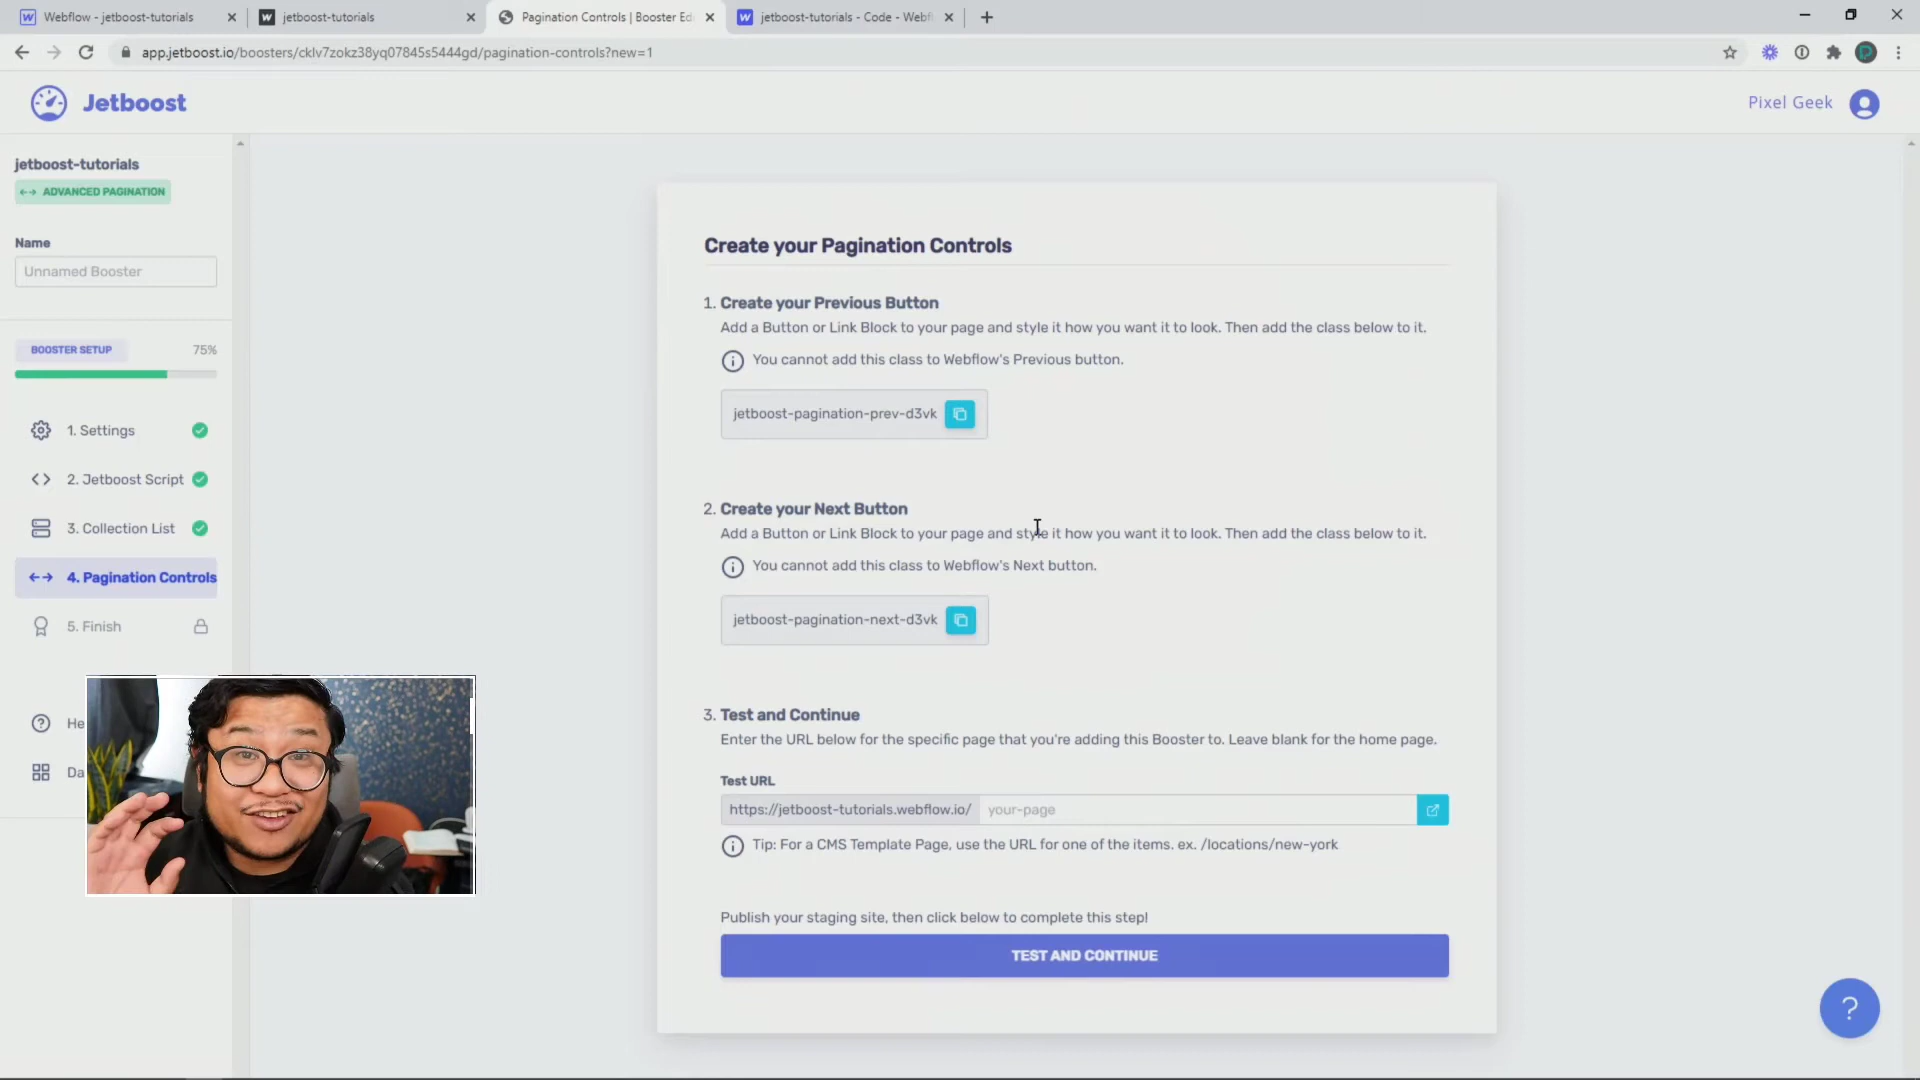 Webflow - jetboost-tutorials
jetboost-tutorials
Pagination Controls | Booster Ed
jetboost-tutorials - Code - Webf
app.jetboost.io/boosters/cklv7zokz38yq07845s5444gd/pagination-controls?new=1
Jetboost
Pixel Geek
jetboost-tutorials
ADVANCED PAGINATION
Name
Unnamed Booster
BOOSTER SETUP 75%
1. Settings
2. Jetboost Script
3. Collection List
4. Pagination Controls
5. Finish
He
Da
Create your Pagination Controls
1. Create your Previous Button
Add a Button or Link Block to your page and style it how you want it to look. Then add the class below to it.
You cannot add this class to Webflow's Previous button.
jetboost-pagination-prev-d3vk
2. Create your Next Button
Add a Button or Link Block to your page and style it how you want it to look. Then add the class below to it.
You cannot add this class to Webflow's Next button.
jetboost-pagination-next-d3vk
3. Test and Continue
Enter the URL below for the specific page that you're adding this Booster to. Leave blank for the home page.
Test URL
https://jetboost-tutorials.webflow.io/ your-page
Tip: For a CMS Template Page, use the URL for one of the items. ex. /locations/new-york
Publish your staging site, then click below to complete this step!
TEST AND CONTINUE
?